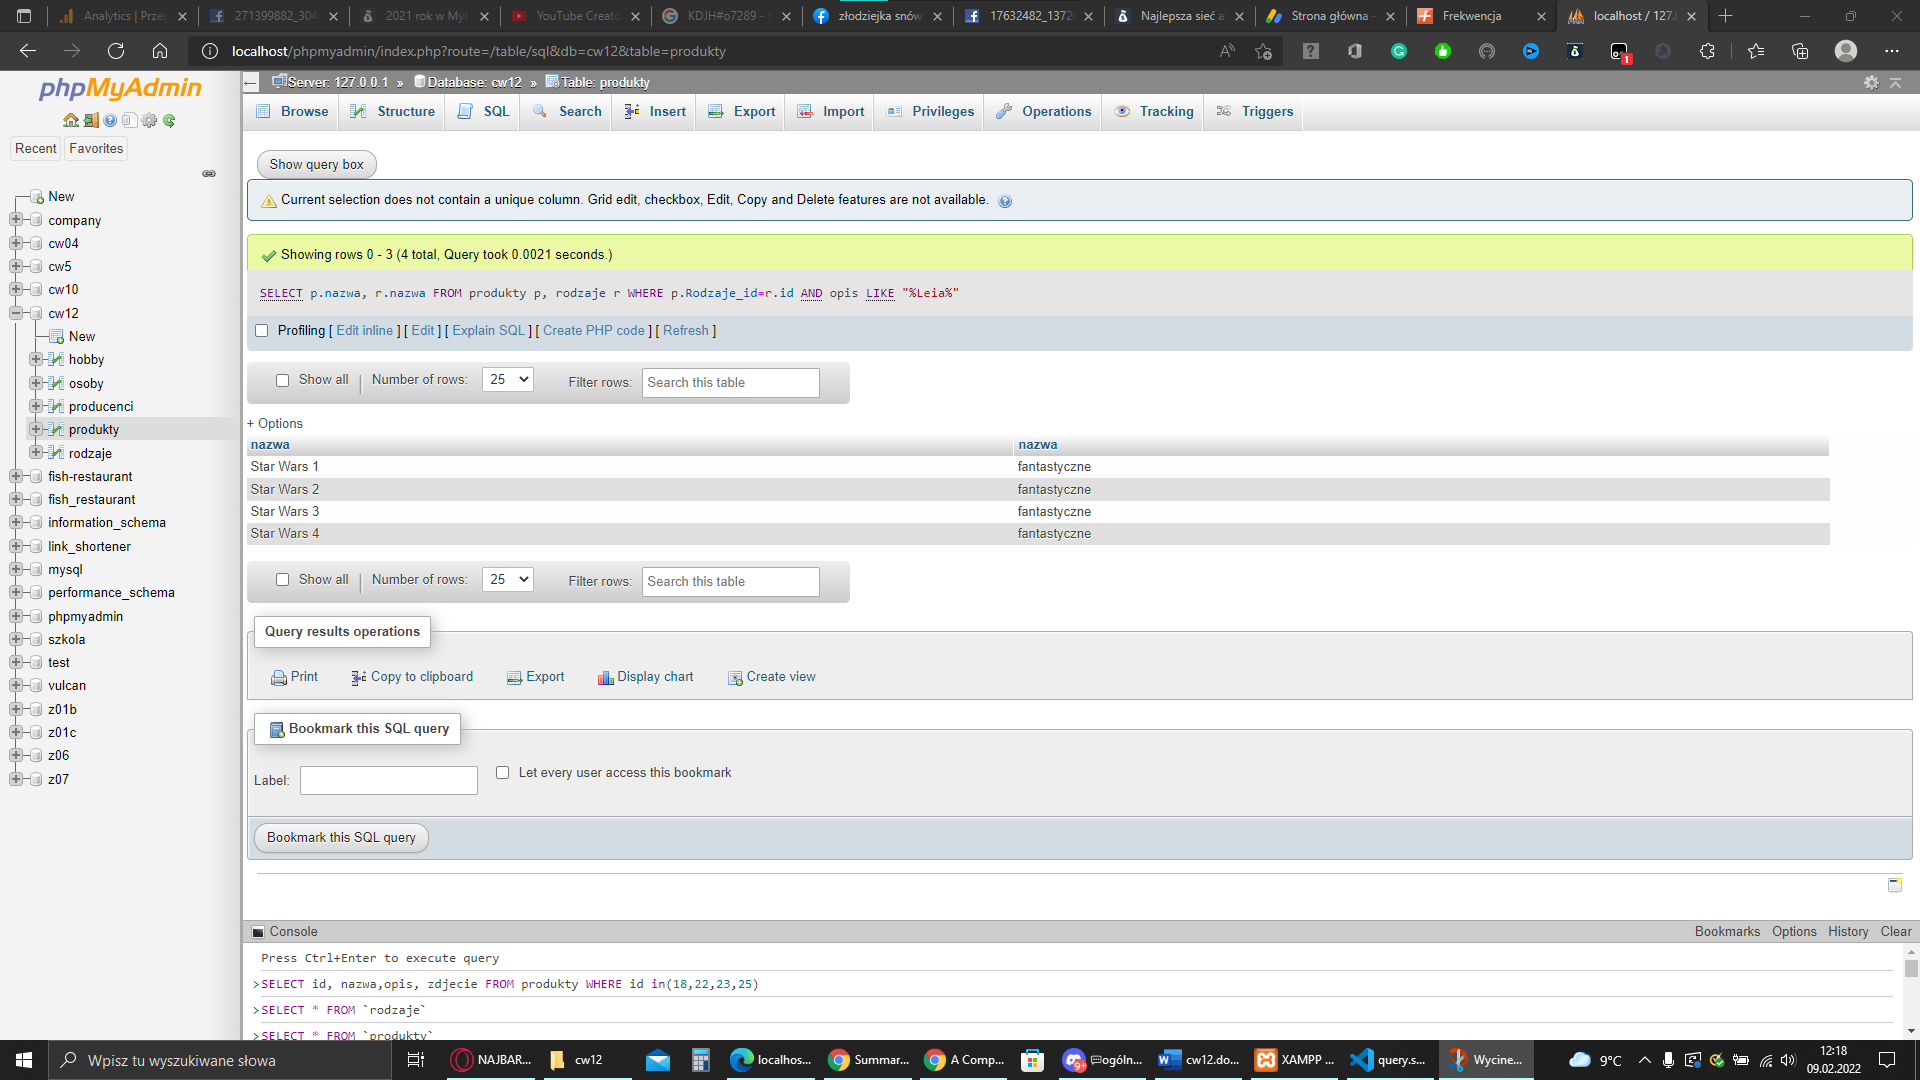 Analytics | Przeg
271399882_304
2021 rok w MyL
YouTube Creato
KDJH#o7289 - S
złodziejka snów
17632482_1372
Najlepsza sieć a
Strona główna -
Frekwencja
localhost / 127.
localhost/phpmyadmin/index.php?route=/table/sql&db=cw12&table=produkty
1
phpMyAdmin
Server: 127.0.0.1 » Database: cw12 » Table: produkty
Browse Structure SQL Search Insert Export Import Privileges Operations Tracking Triggers
Recent Favorites
New
company
cw04
cw5
cw10
cw12
New
hobby
osoby
producenci
produkty
rodzaje
fish-restaurant
fish_restaurant
information_schema
link_shortener
mysql
performance_schema
phpmyadmin
szkola
test
vulcan
z01b
z01c
z06
z07
Show query box
Current selection does not contain a unique column. Grid edit, checkbox, Edit, Copy and Delete features are not available.
Showing rows 0 - 3 (4 total, Query took 0.0021 seconds.)
SELECT p.nazwa, r.nazwa FROM produkty p, rodzaje r WHERE p.Rodzaje_id=r.id AND opis LIKE "%Leia%"
Profiling [ Edit inline ] [ Edit ] [ Explain SQL ] [ Create PHP code ] [ Refresh ]
Show all | Number of rows: 25 Filter rows: Search this table
+ Options
nazwa nazwa
Star Wars 1 fantastyczne
Star Wars 2 fantastyczne
Star Wars 3 fantastyczne
Star Wars 4 fantastyczne
Show all | Number of rows: 25 Filter rows: Search this table
Query results operations
Print Copy to clipboard Export Display chart Create view
Bookmark this SQL query
Label: Let every user access this bookmark
Bookmark this SQL query
Console Bookmarks Options History Clear
Press Ctrl+Enter to execute query
>SELECT id, nazwa,opis, zdjecie FROM produkty WHERE id in(18,22,23,25)
>SELECT * FROM `rodzaje`
>SELECT * FROM `produkty`
Wpisz tu wyszukiwane słowa
NAJBAR...
cw12
localhos...
Summar...
A Comp...
9+
ogóln...
cw12.do...
XAMPP ...
query.s...
Wycine...
9°C
12:18
09.02.2022